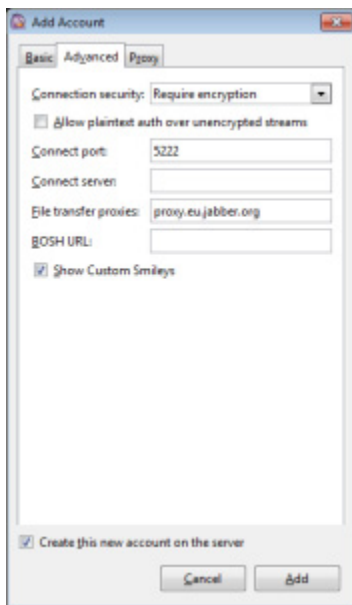 Add Account
Basic Advanced Proxy
Connection security: Require encryption
Allow plaintext auth over unencrypted streams
Connect port: 5222
Connect server:
File transfer proxies: proxy.eu.jabber.org
BOSH URL:
Show Custom Smileys
Create this new account on the server
Cancel Add